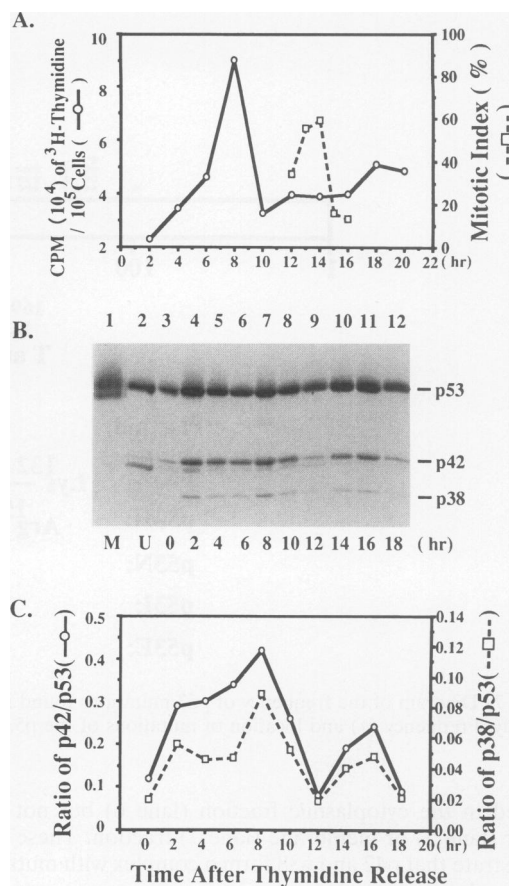 A.
CPM (10⁴) of ³H-Thymidine
/ 10⁵Cells (—○—)
10
8
6
4
2
100
80
60
40
20
0
Mitotic Index (%)
0 2 4 6 8 10 12 14 16 18 20 22 (hr)
B.
1 2 3 4 5 6 7 8 9 10 11 12
p53
p42
p38
M U 0 2 4 6 8 10 12 14 16 18 (hr)
C.
Ratio of p42/p53(—○—)
0.5
0.4
0.3
0.2
0.1
0
0.14
0.12
0.10
0.08
0.06
0.04
0.02
0.00
Ratio of p38/p53(--□--)
0 2 4 6 8 10 12 14 16 18 20 (hr)
Time After Thymidine Release